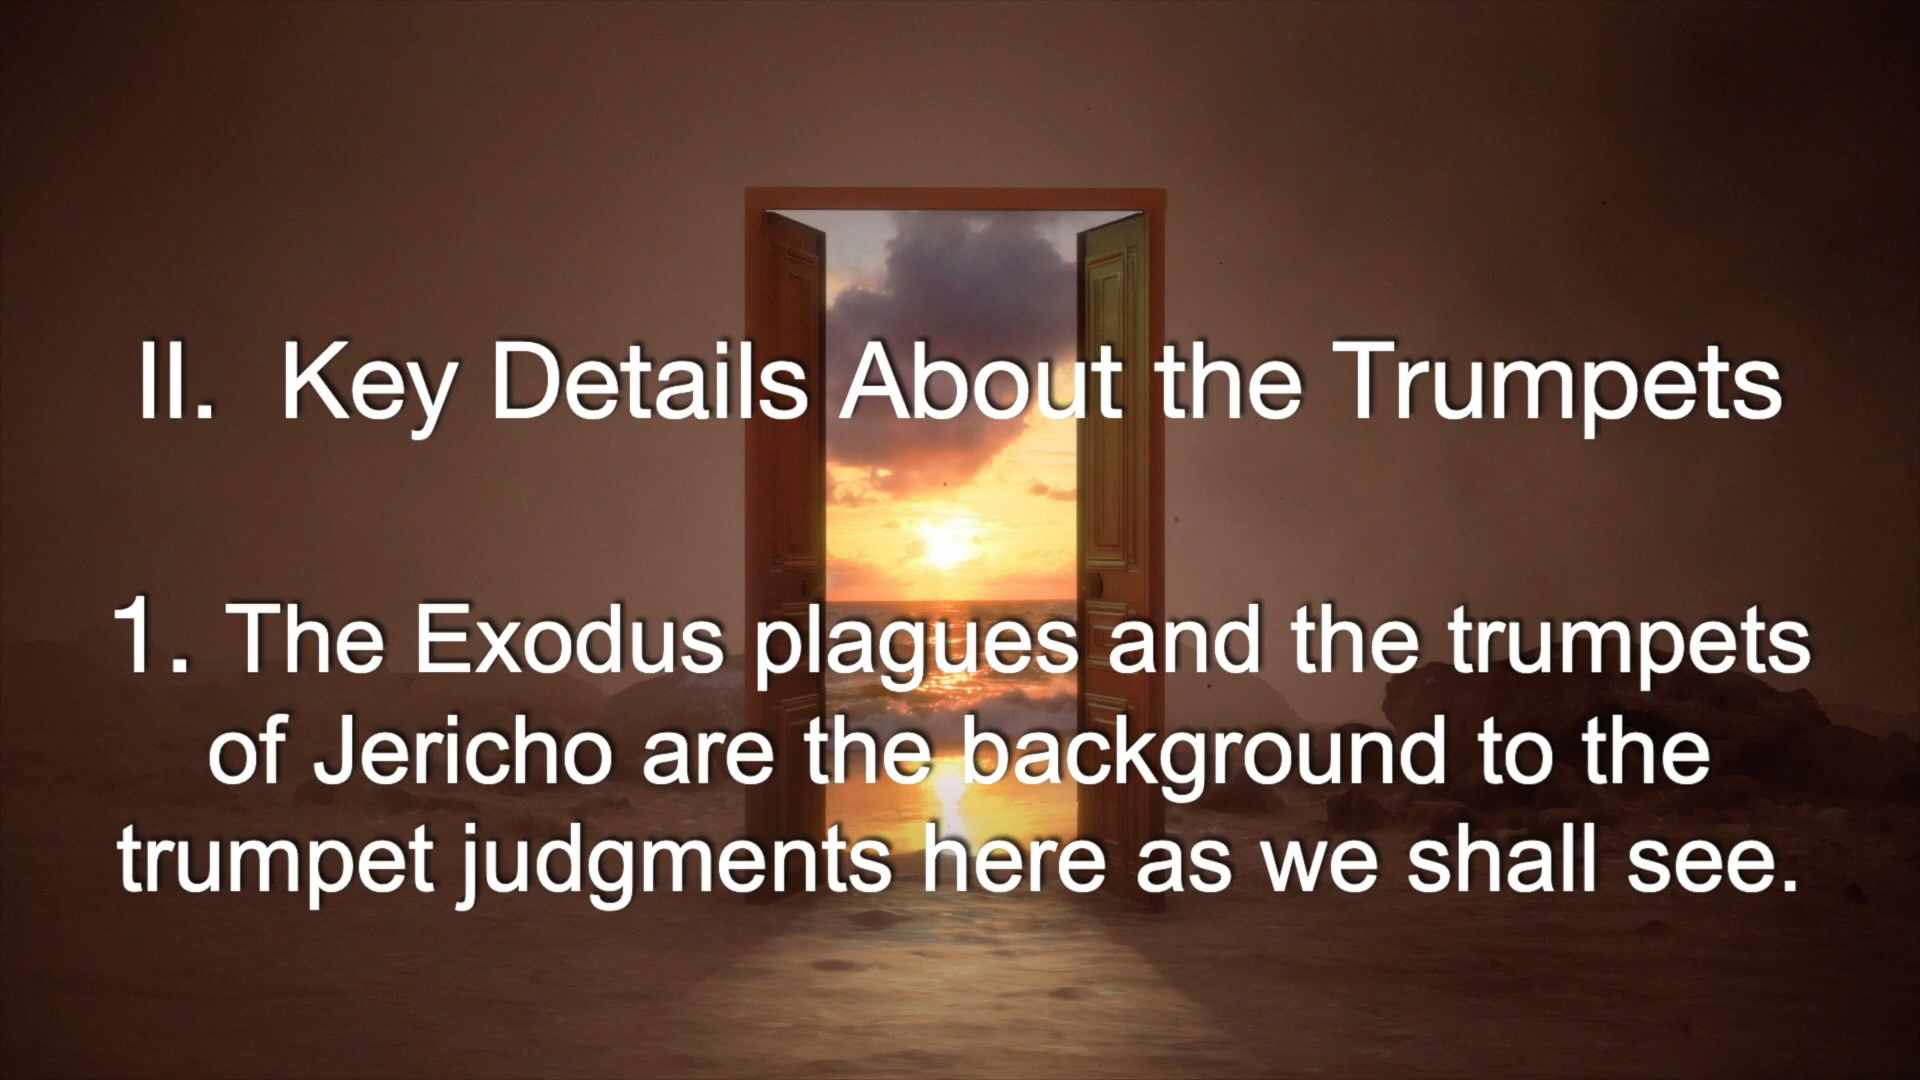 II.  Key Details About the Trumpets
1. The Exodus plagues and the trumpets
of Jericho are the background to the
trumpet judgments here as we shall see.